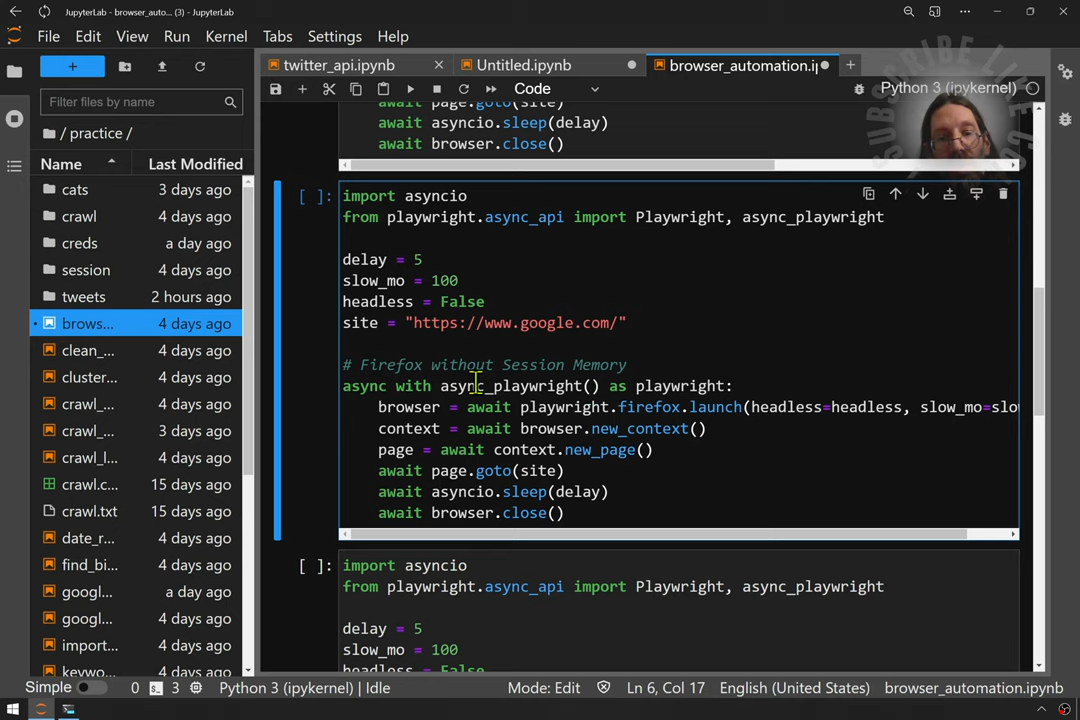 JupyterLab - browser_auto... (3) - JupyterLab
File Edit View Run Kernel Tabs Settings Help
twitter_api.ipynb
Untitled.ipynb
browser_automation.ij
Code
Python 3 (ipykernel)
SUBSCRIBE LIKE
Filter files by name
/ practice /
Name Last Modified
cats 3 days ago
crawl 4 days ago
creds a day ago
session 4 days ago
tweets 2 hours ago
brows... 4 days ago
clean_... 4 days ago
cluster... 4 days ago
crawl_... 4 days ago
crawl_... 3 days ago
crawl_l... 4 days ago
crawl.c... 15 days ago
crawl.txt 15 days ago
date_r... 4 days ago
find_bi... 4 days ago
googl... a day ago
googl... 4 days ago
import... 4 days ago
keywo... 4 days ago
await page.goto(site)
await asyncio.sleep(delay)
await browser.close()
[ ]: import asyncio
from playwright.async_api import Playwright, async_playwright
delay = 5
slow_mo = 100
headless = False
site = "https://www.google.com/"
# Firefox without Session Memory
async with async_playwright() as playwright:
browser = await playwright.firefox.launch(headless=headless, slow_mo=slo
context = await browser.new_context()
page = await context.new_page()
await page.goto(site)
await asyncio.sleep(delay)
await browser.close()
[ ]: import asyncio
from playwright.async_api import Playwright, async_playwright
delay = 5
slow_mo = 100
headless = False
Simple 0 3 Python 3 (ipykernel) | Idle Mode: Edit Ln 6, Col 17 English (United States) browser_automation.ipynb